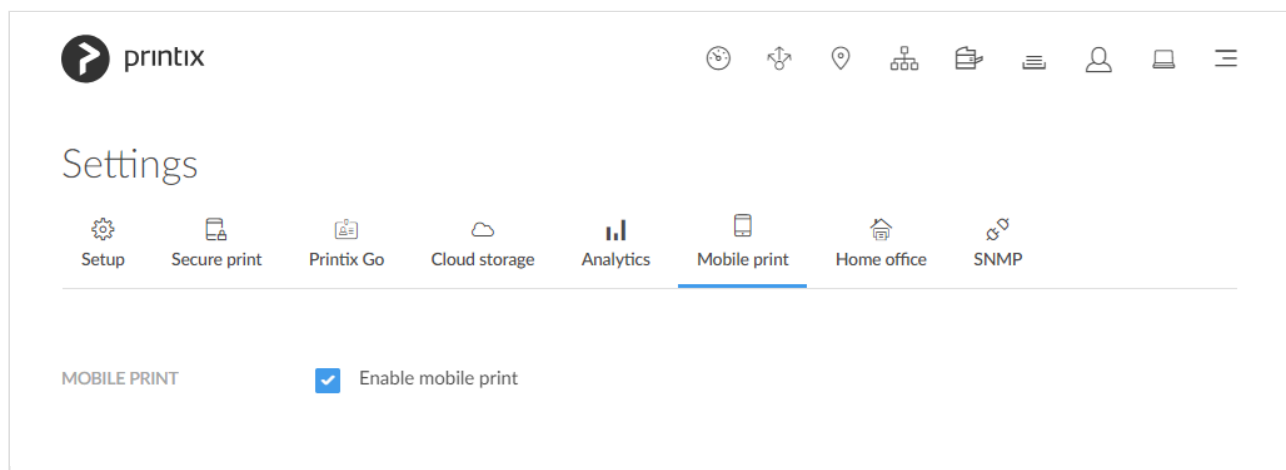 printix
Settings
Setup Secure print Printix Go Cloud storage Analytics Mobile print Home office SNMP
MOBILE PRINT Enable mobile print